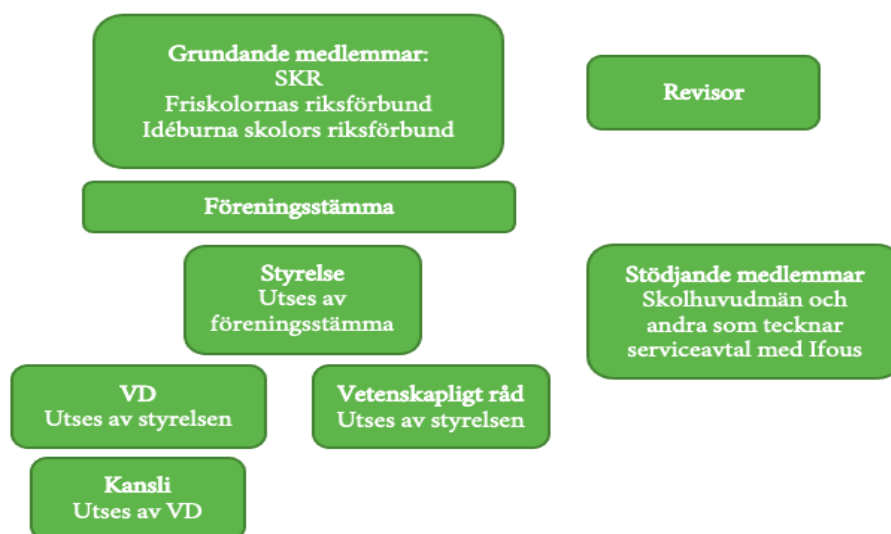 Grundande medlemmar:
SKR
Friskolornas riksförbund
Idéburna skolors riksförbund
Revisor
Föreningsstämma
Styrelse
Utses av
föreningsstämma
Stödjande medlemmar
Skolhuvudmän och
andra som tecknar
serviceavtal med Ifous
VD
Utses av styrelsen
Vetenskapligt råd
Utses av styrelsen
Kansli
Utses av VD